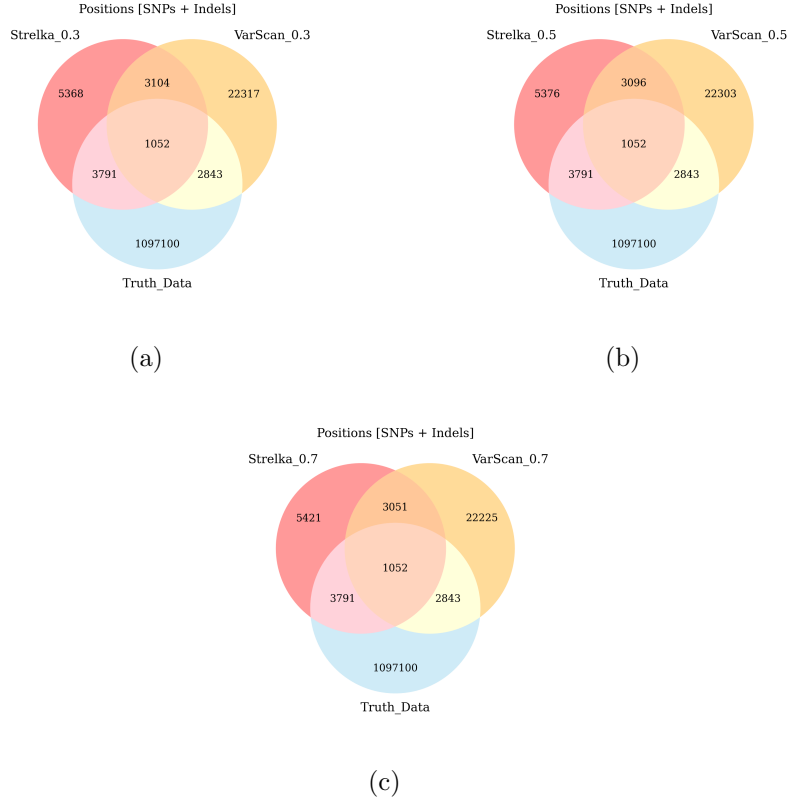 Positions [SNPs + Indels]
Strelka_0.3
VarScan_0.3
3104
5368
22317
1052
3791
2843
1097100
Truth_Data
(a)
Positions [SNPs + Indels]
Strelka_0.5
VarScan_0.5
3096
5376
22303
1052
3791
2843
1097100
Truth_Data
(b)
Positions [SNPs + Indels]
Strelka_0.7
VarScan_0.7
3051
5421
22225
1052
3791
2843
1097100
Truth_Data
(c)